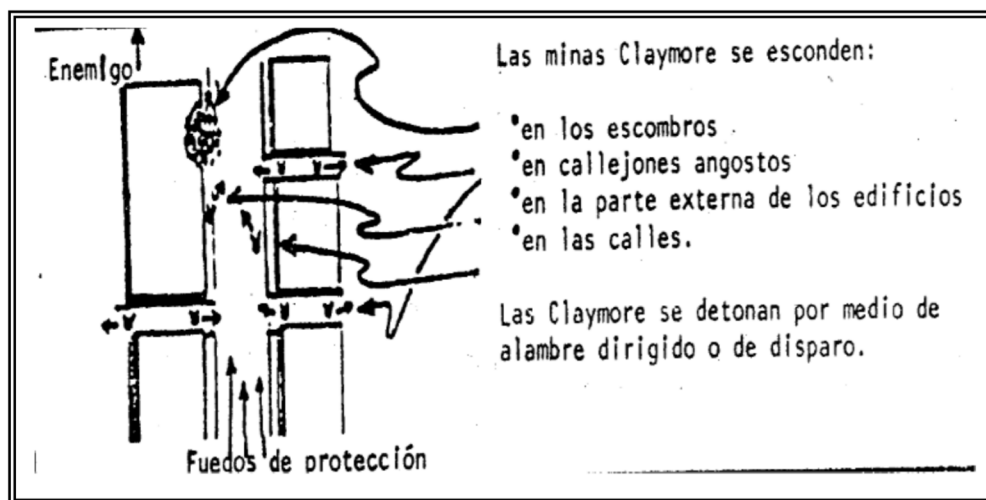 Enemigo
Las minas Claymore se esconden:
•en los escombros
•en callejones angostos
•en la parte externa de los edificios
•en las calles.
Las Claymore se detonan por medio de
alambre dirigido o de disparo.
Fuedos de protección